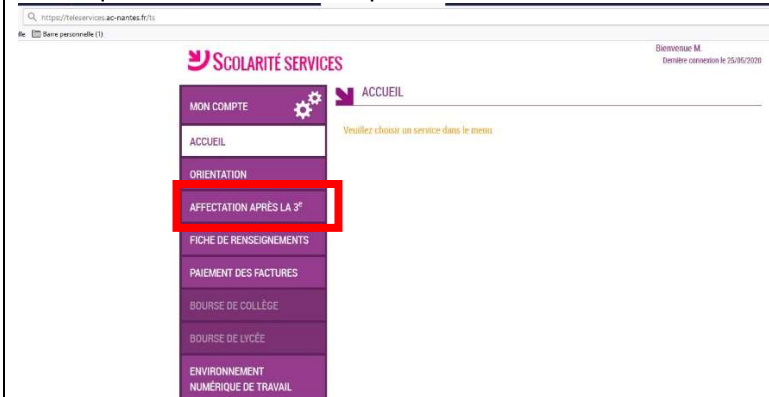 https://teleservices.ac-nantes.fr/ts
Barre personnelle (1)
SCOLARITÉ SERVICES
Bienvenue M.
Dernière connexion le 25/05/2020
MON COMPTE
ACCUEIL
ACCUEIL
Veuillez choisir un service dans le menu.
ORIENTATION
AFFECTATION APRÈS LA 3e
FICHE DE RENSEIGNEMENTS
PAIEMENT DES FACTURES
BOURSE DE COLLÈGE
BOURSE DE LYCÉE
ENVIRONNEMENT
NUMÉRIQUE DE TRAVAIL